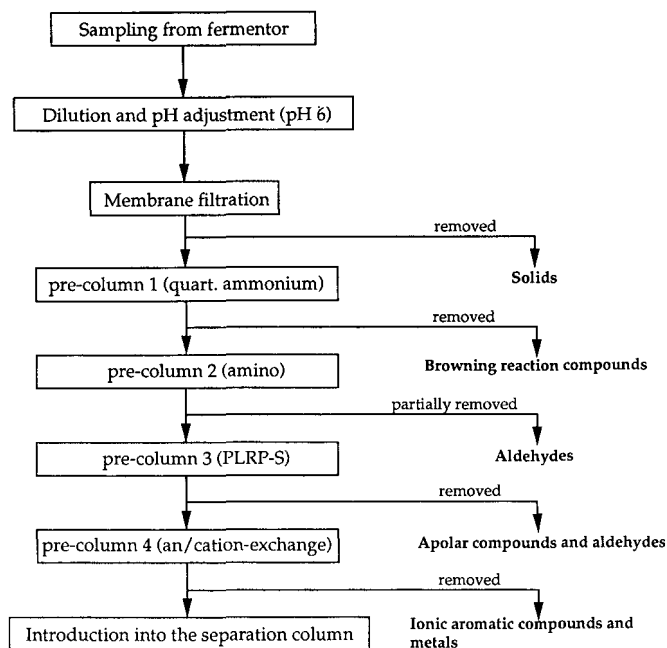 Sampling from fermentor
Dilution and pH adjustment (pH 6)
Membrane filtration
removed
Solids
pre-column 1 (quart. ammonium)
removed
Browning reaction compounds
pre-column 2 (amino)
partially removed
Aldehydes
pre-column 3 (PLRP-S)
removed
Apolar compounds and aldehydes
pre-column 4 (an/cation-exchange)
removed
Ionic aromatic compounds and
metals
Introduction into the separation column